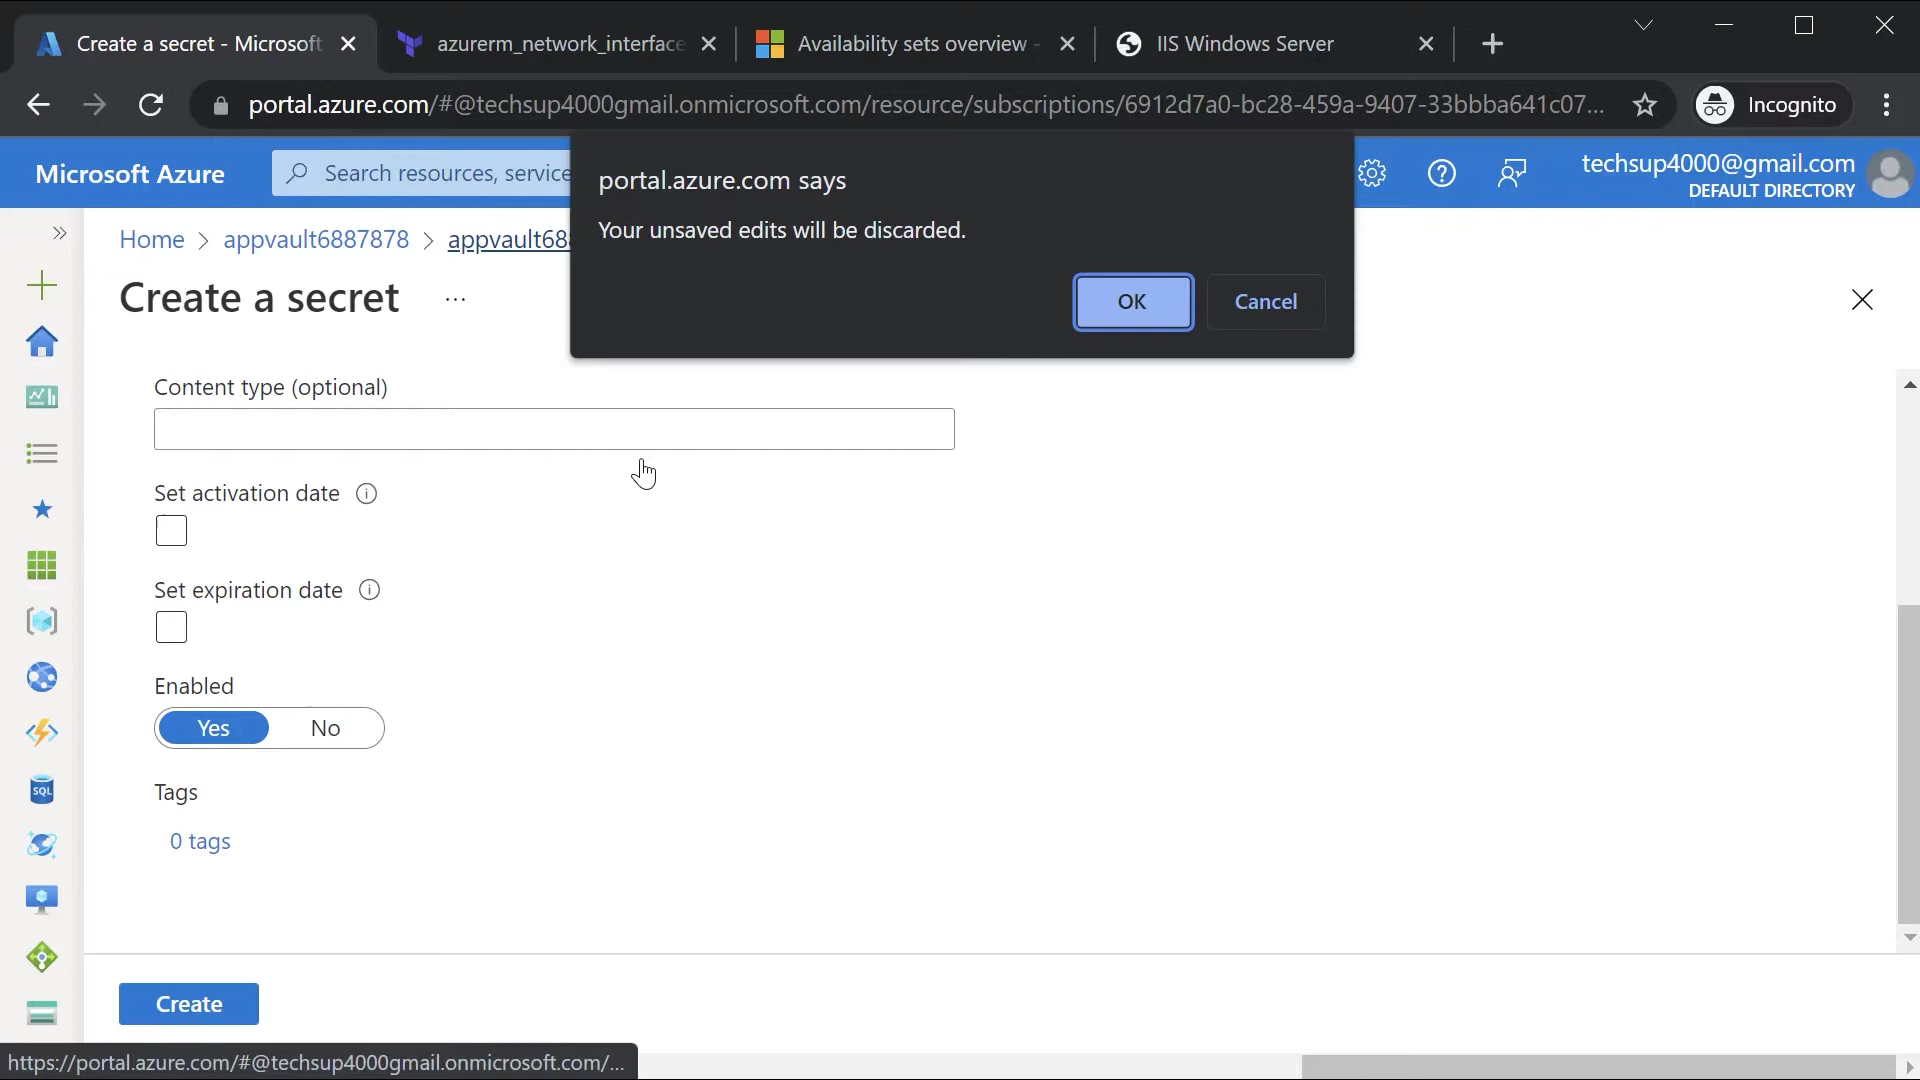 Create a secret - Microsoft
azurerm_network_interface
Availability sets overview -
IIS Windows Server
portal.azure.com/#@techsup4000gmail.onmicrosoft.com/resource/subscriptions/6912d7a0-bc28-459a-9407-33bbba641c07...
Incognito
Microsoft Azure
Search resources, service
techsup4000@gmail.com
DEFAULT DIRECTORY
portal.azure.com says
Your unsaved edits will be discarded.
OK
Cancel
Home > appvault6887878 > appvault68
Create a secret ...
Content type (optional)
Set activation date
Set expiration date
Enabled
Yes
No
Tags
0 tags
SQL
Create
https://portal.azure.com/#@techsup4000gmail.onmicrosoft.com/...